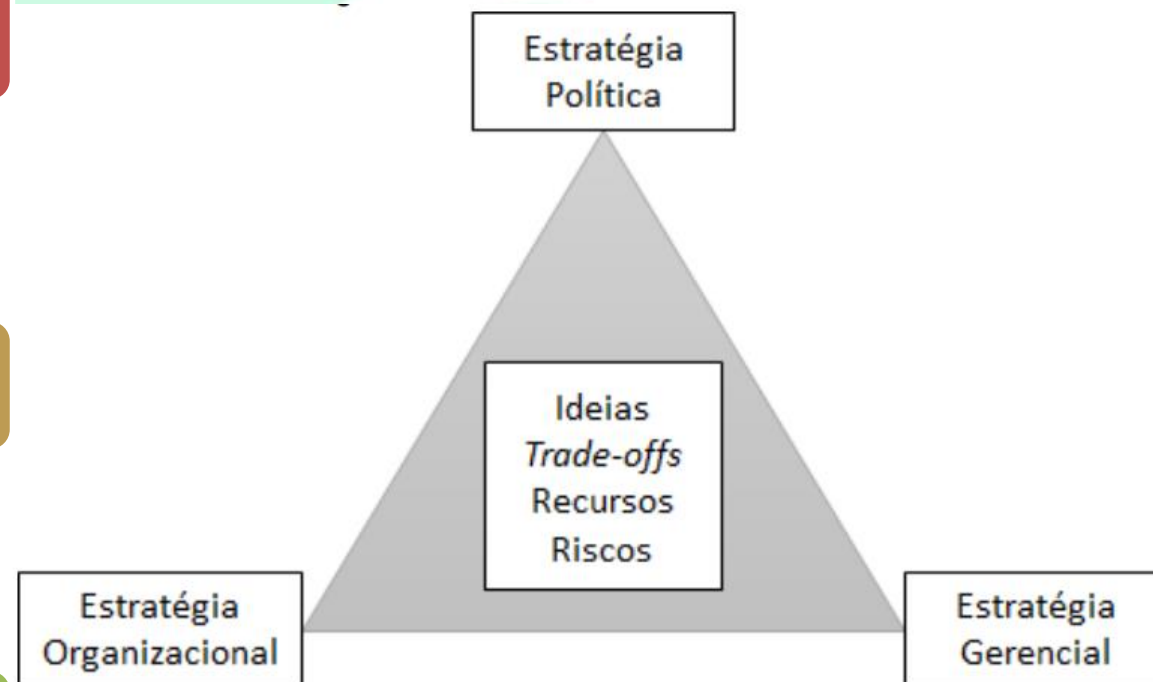 Estratégia
Política
Ideias
Trade-offs
Recursos
Riscos
Estratégia
Organizacional
Estratégia
Gerencial